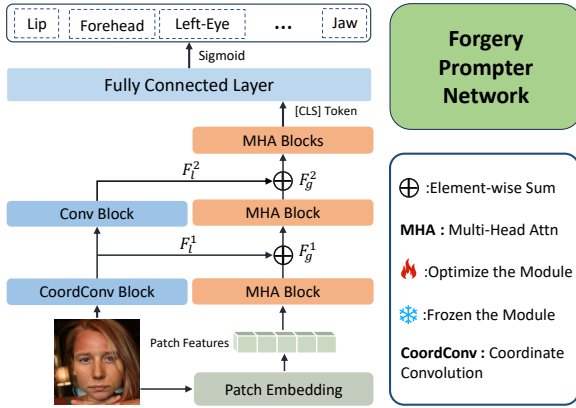 Lip Forehead Left-Eye ... Jaw
Sigmoid
Fully Connected Layer
[CLS] Token
MHA Blocks
F_l^2 F_g^2
Conv Block MHA Block
F_l^1 F_g^1
CoordConv Block MHA Block
Patch Features
Patch Embedding
Forgery
Prompter
Network
:Element-wise Sum
MHA : Multi-Head Attn
:Optimize the Module
:Frozen the Module
CoordConv : Coordinate
Convolution